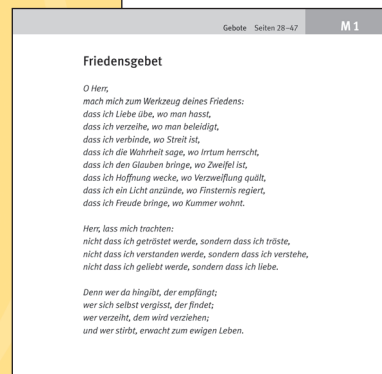 Gebote Seiten 28–47 M 1
Friedensgebet
O Herr,
mach mich zum Werkzeug deines Friedens:
dass ich Liebe übe, wo man hasst,
dass ich verzeihe, wo man beleidigt,
dass ich verbinde, wo Streit ist,
dass ich die Wahrheit sage, wo Irrtum herrscht,
dass ich den Glauben bringe, wo Zweifel ist,
dass ich Hoffnung wecke, wo Verzweiflung quält,
dass ich ein Licht anzünde, wo Finsternis regiert,
dass ich Freude bringe, wo Kummer wohnt.
Herr, lass mich trachten:
nicht dass ich getröstet werde, sondern dass ich tröste,
nicht dass ich verstanden werde, sondern dass ich verstehe,
nicht dass ich geliebt werde, sondern dass ich liebe.
Denn wer da hingibt, der empfängt;
wer sich selbst vergisst, der findet;
wer verzeiht, dem wird verziehen;
und wer stirbt, erwacht zum ewigen Leben.